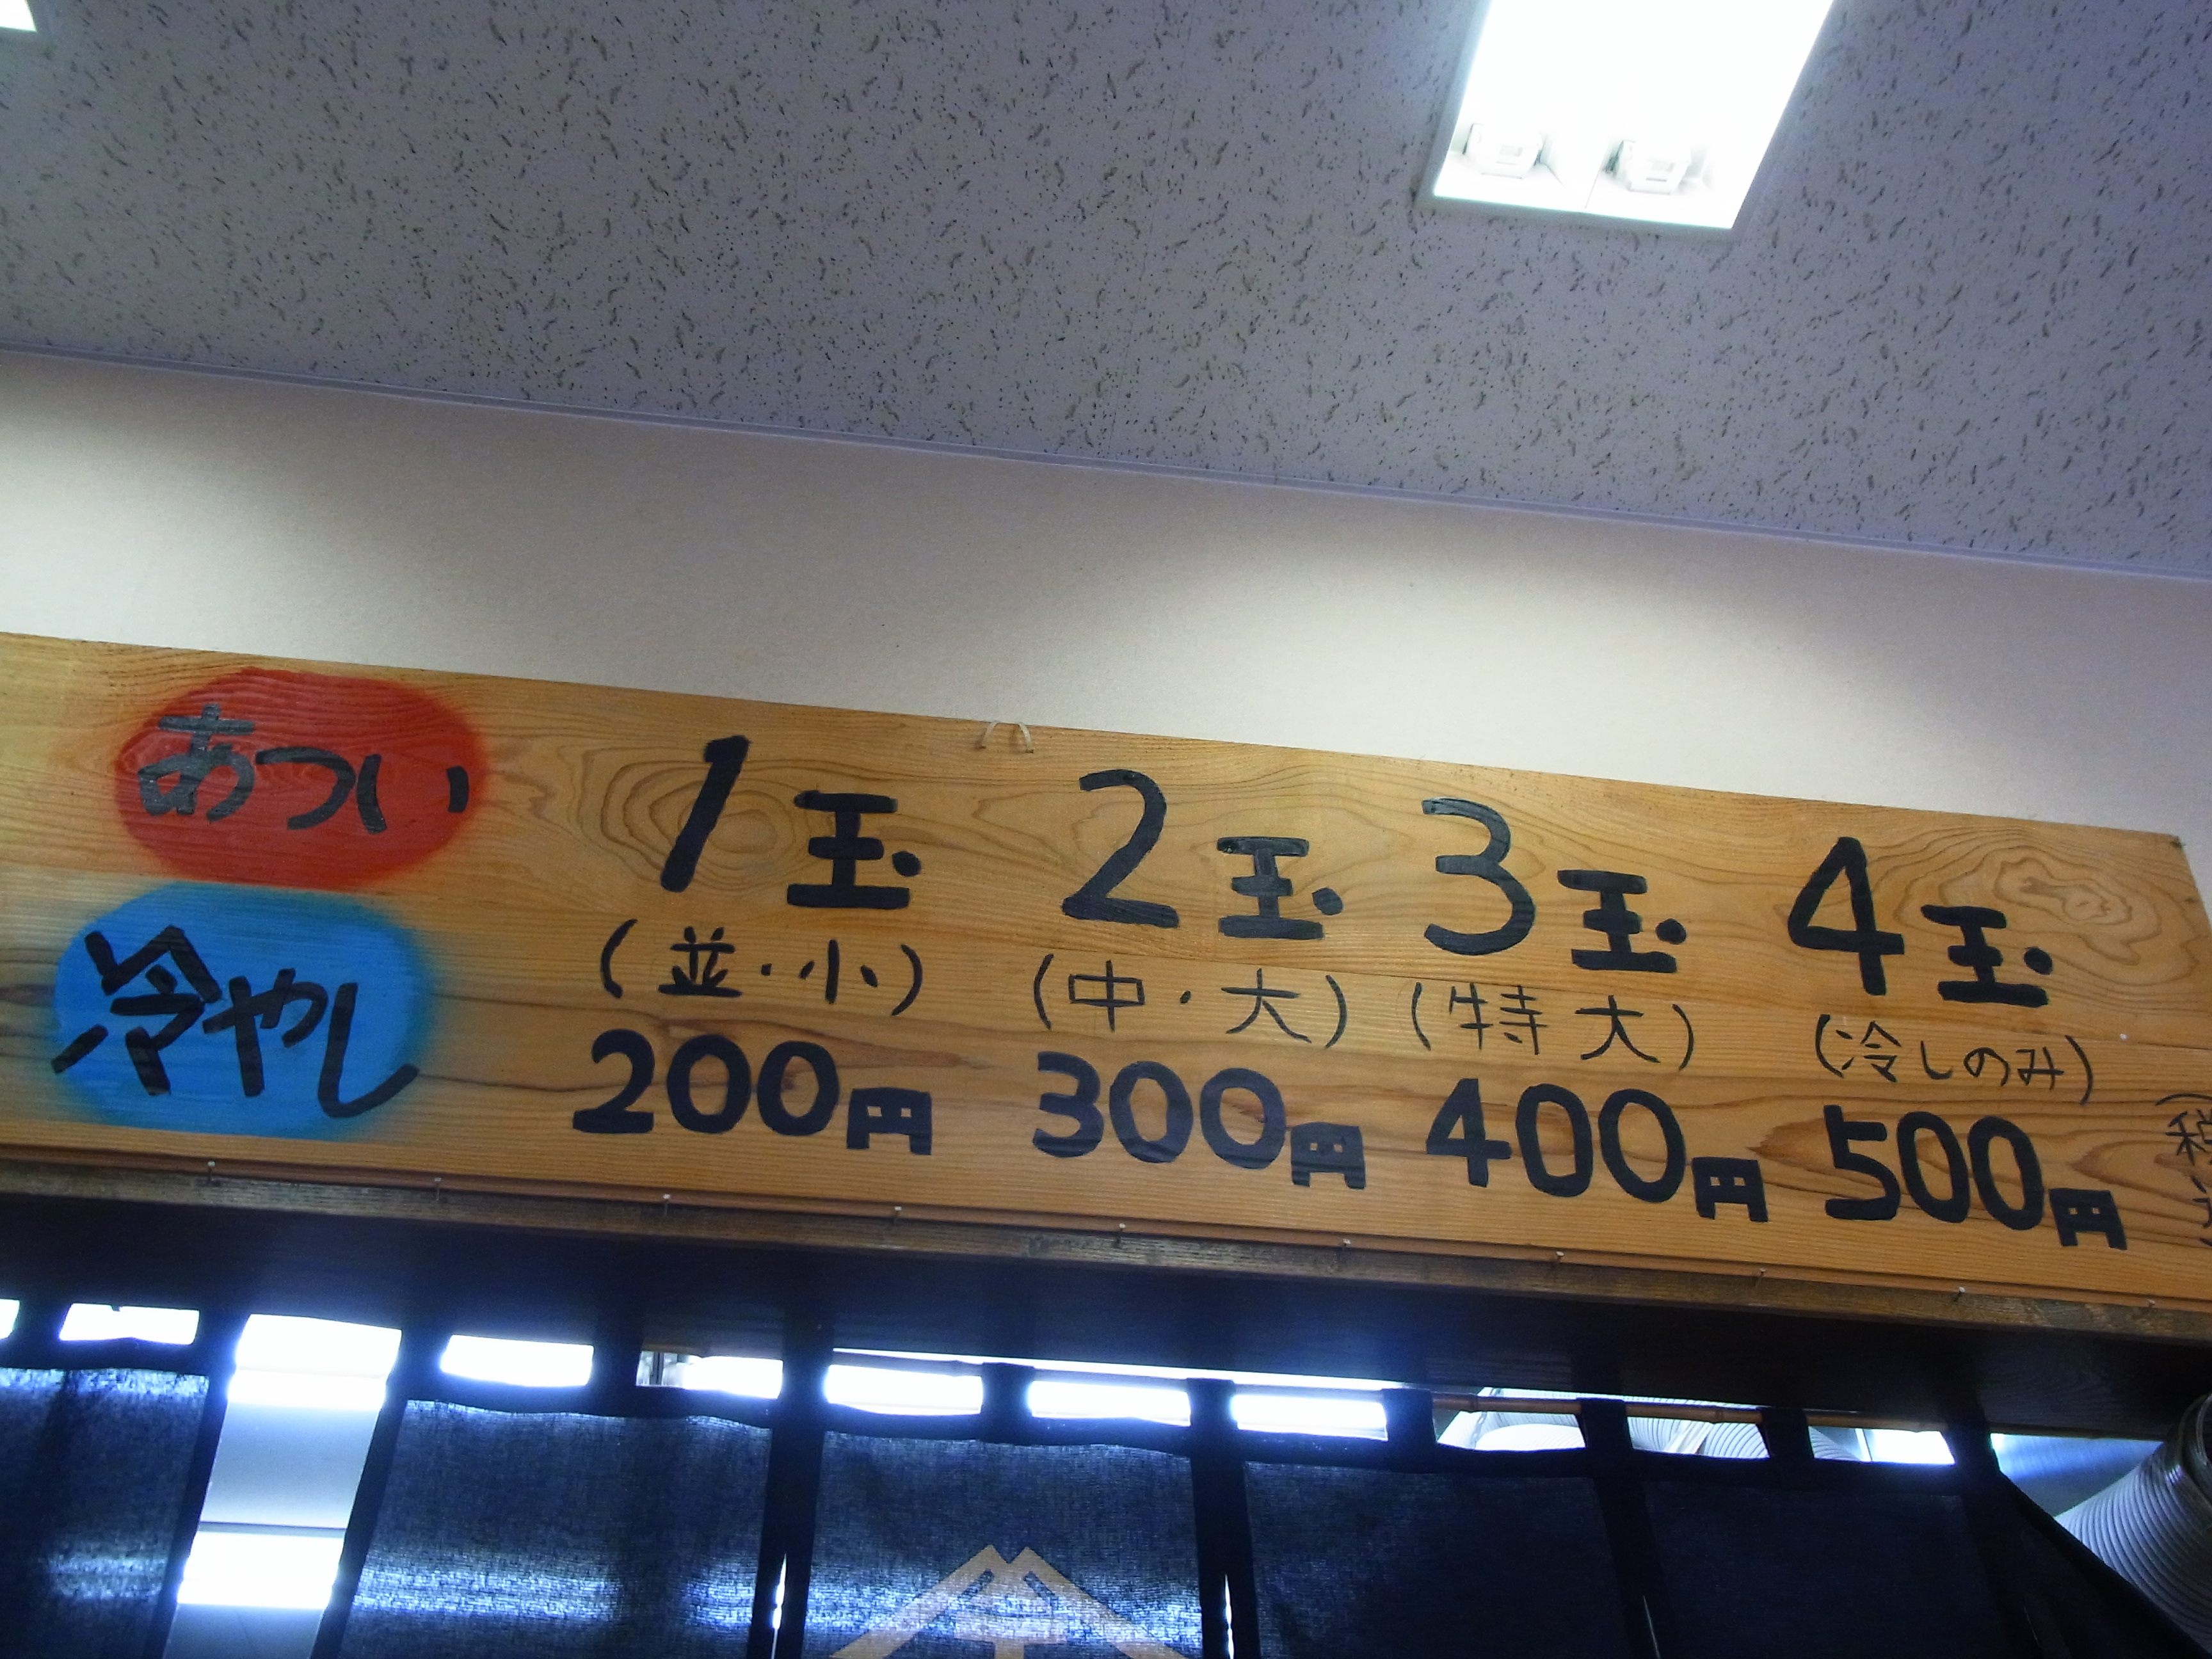 あつい
冷やし
1玉 2玉 3玉 4玉
(並・小) (中・大) (特大) (冷しのみ)
200円 300円 400円 500円
(税